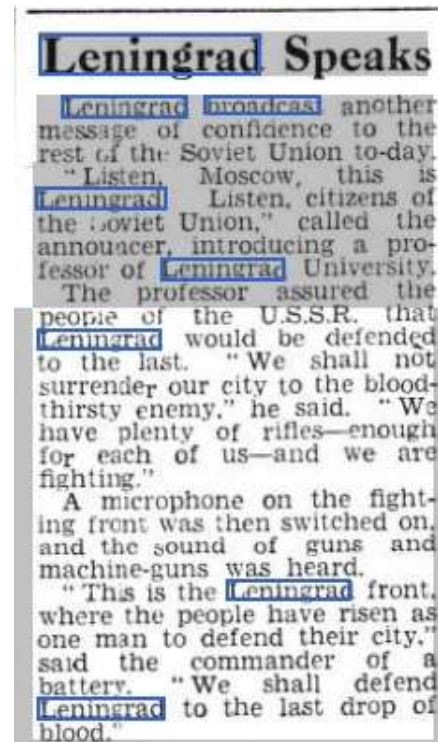 Leningrad Speaks
Leningrad broadcast another
message of confidence to the
rest of the Soviet Union to-day.
"Listen, Moscow, this is
Leningrad. Listen, citizens of
the Soviet Union," called the
announcer, introducing a pro-
fessor of Leningrad University.
The professor assured the
people of the U.S.S.R. that
Leningrad would be defended
to the last. "We shall not
surrender our city to the blood-
thirsty enemy," he said. "We
have plenty of rifles—enough
for each of us—and we are
fighting."
A microphone on the fight-
ing front was then switched on,
and the sound of guns and
machine-guns was heard.
"This is the Leningrad front,
where the people have risen as
one man to defend their city,"
said the commander of a
battery. "We shall defend
Leningrad to the last drop of
blood."